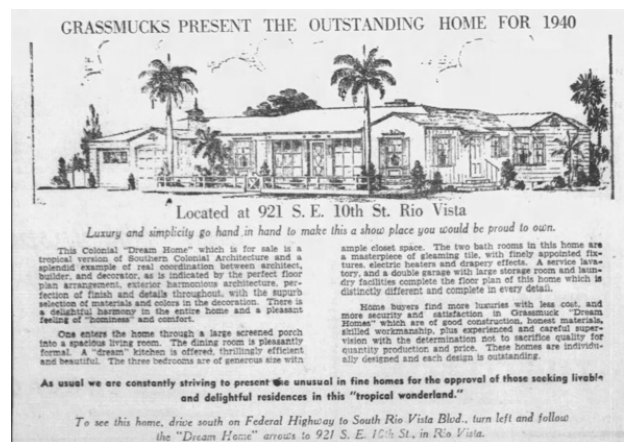 GRASSMUCKS PRESENT THE OUTSTANDING HOME FOR 1940
Located at 921 S. E. 10th St. Rio Vista
Luxury and simplicity go hand in hand to make this a show place you would be proud to own.
This Colonial "Dream Home" which is for sale is a
tropical version of Southern Colonial Architecture and a
splendid example of real coordination between architect,
builder, and decorator, as is indicated by the perfect floor
plan arrangement, exterior harmonious architecture, per-
fection of finish and details throughout, with the suburb
selection of materials and colors in the decoration. There is
a delightful harmony in the entire home and a pleasant
feeling of "hominess" and comfort.
One enters the home through a large screened porch
into a spacious living room. The dining room is pleasantly
formal. A "dream" kitchen is offered, thrillingly efficient
and beautiful. The three bedrooms are of generous size with
ample closet space. The two bath rooms in this home are
a masterpiece of gleaming tile, with finely appointed fix-
tures, electric heaters and drapery effects. A service lava-
tory, and a double garage with large storage room and laun-
dry facilities complete the floor plan of this home which is
distinctly different and complete in every detail.
Home buyers find more luxuries with less cost, and
more security and satisfaction in Grassmuck "Dream
Homes" which are of good construction, honest materials,
skilled workmanship, plus experienced and careful super-
vision with the determination not to sacrifice quality for
quantity production and price. These homes are individu-
ally designed and each design is outstanding.
As usual we are constantly striving to present the unusual in fine homes for the approval of those seeking livable
and delightful residences in this "tropical wonderland."
To see this home, drive south on Federal Highway to South Rio Vista Blvd., turn left and follow
the "Dream Home" arrows to 921 S. E. 10th St., in Rio Vista.